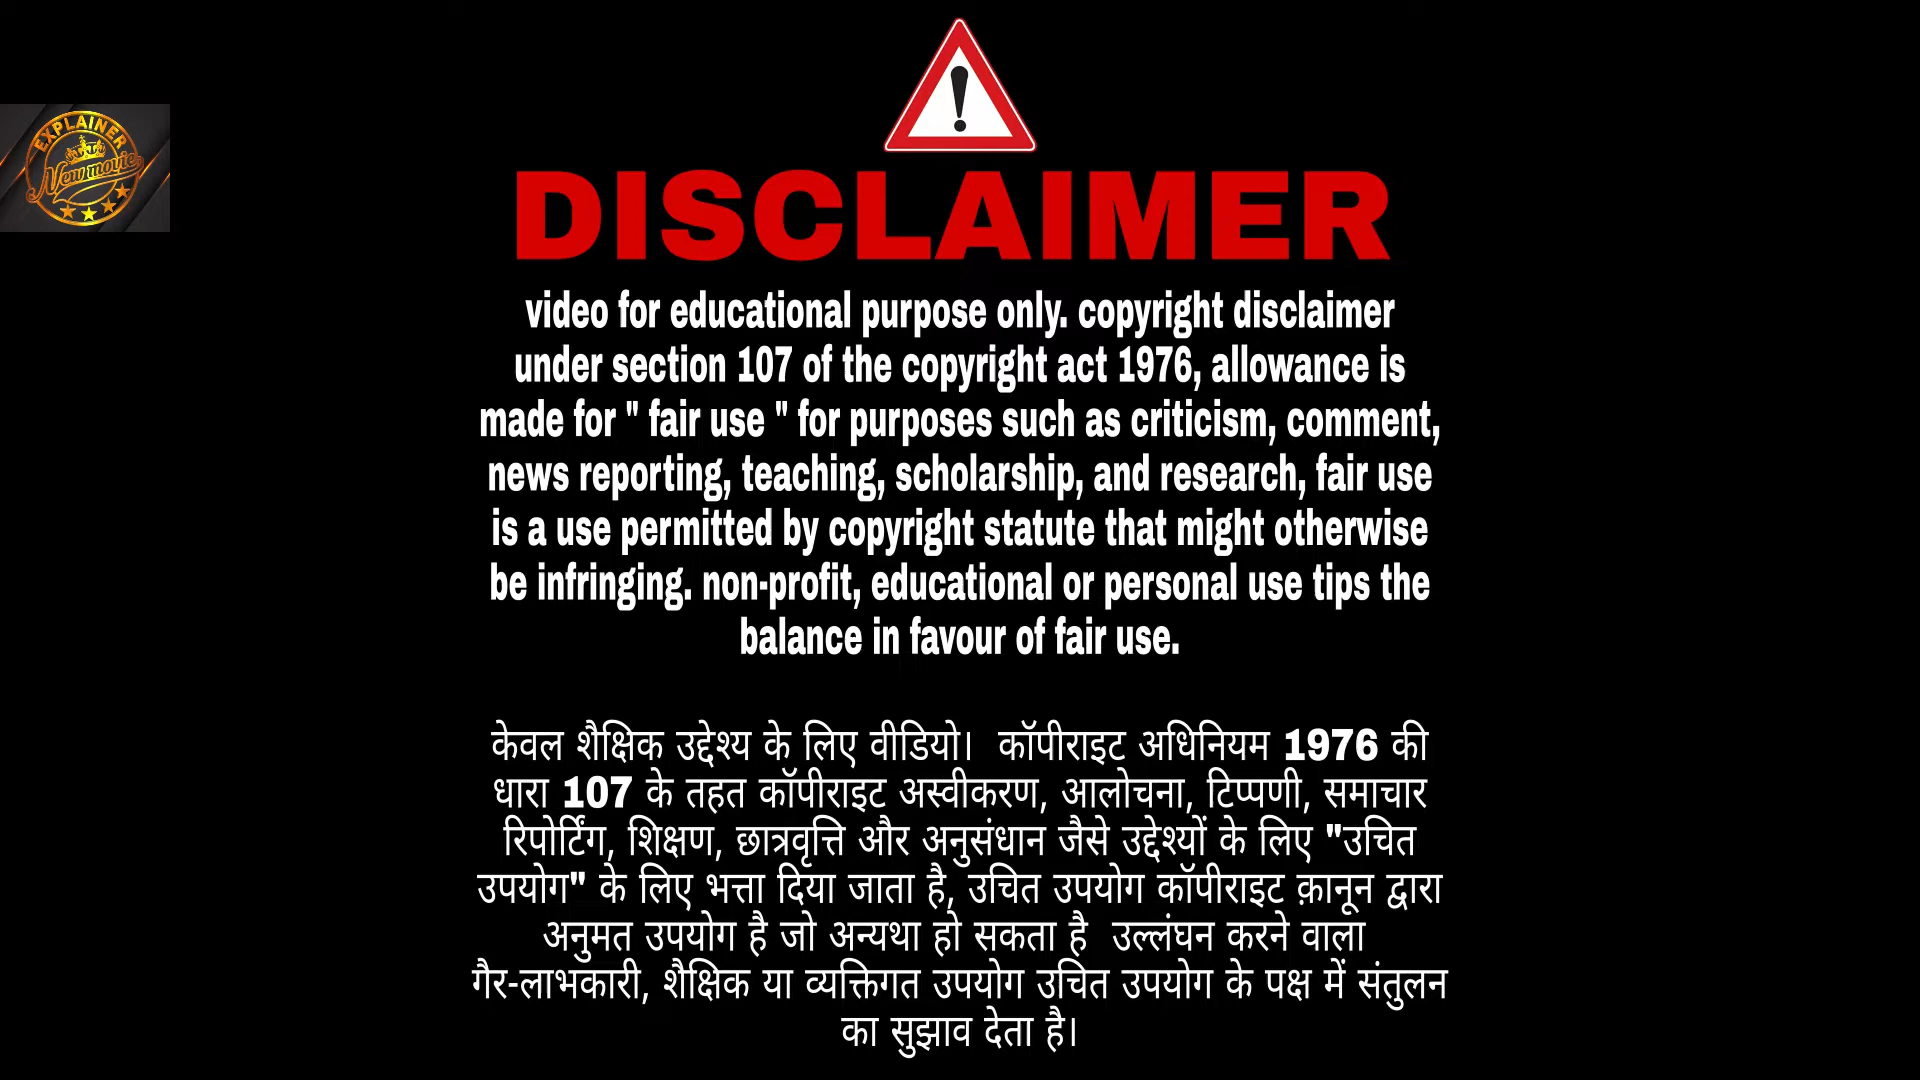 EXPLAINER
New movie
DISCLAIMER
video for educational purpose only. copyright disclaimer
under section 107 of the copyright act 1976, allowance is
made for " fair use " for purposes such as criticism, comment,
news reporting, teaching, scholarship, and research, fair use
is a use permitted by copyright statute that might otherwise
be infringing. non-profit, educational or personal use tips the
balance in favour of fair use.
केवल शैक्षिक उद्देश्य के लिए वीडियो। कॉपीराइट अधिनियम 1976 की
धारा 107 के तहत कॉपीराइट अस्वीकरण, आलोचना, टिप्पणी, समाचार
रिपोर्टिंग, शिक्षण, छात्रवृत्ति और अनुसंधान जैसे उद्देश्यों के लिए "उचित
उपयोग" के लिए भत्ता दिया जाता है, उचित उपयोग कॉपीराइट क़ानून द्वारा
अनुमत उपयोग है जो अन्यथा हो सकता है उल्लंघन करने वाला
गैर-लाभकारी, शैक्षिक या व्यक्तिगत उपयोग उचित उपयोग के पक्ष में संतुलन
का सुझाव देता है।